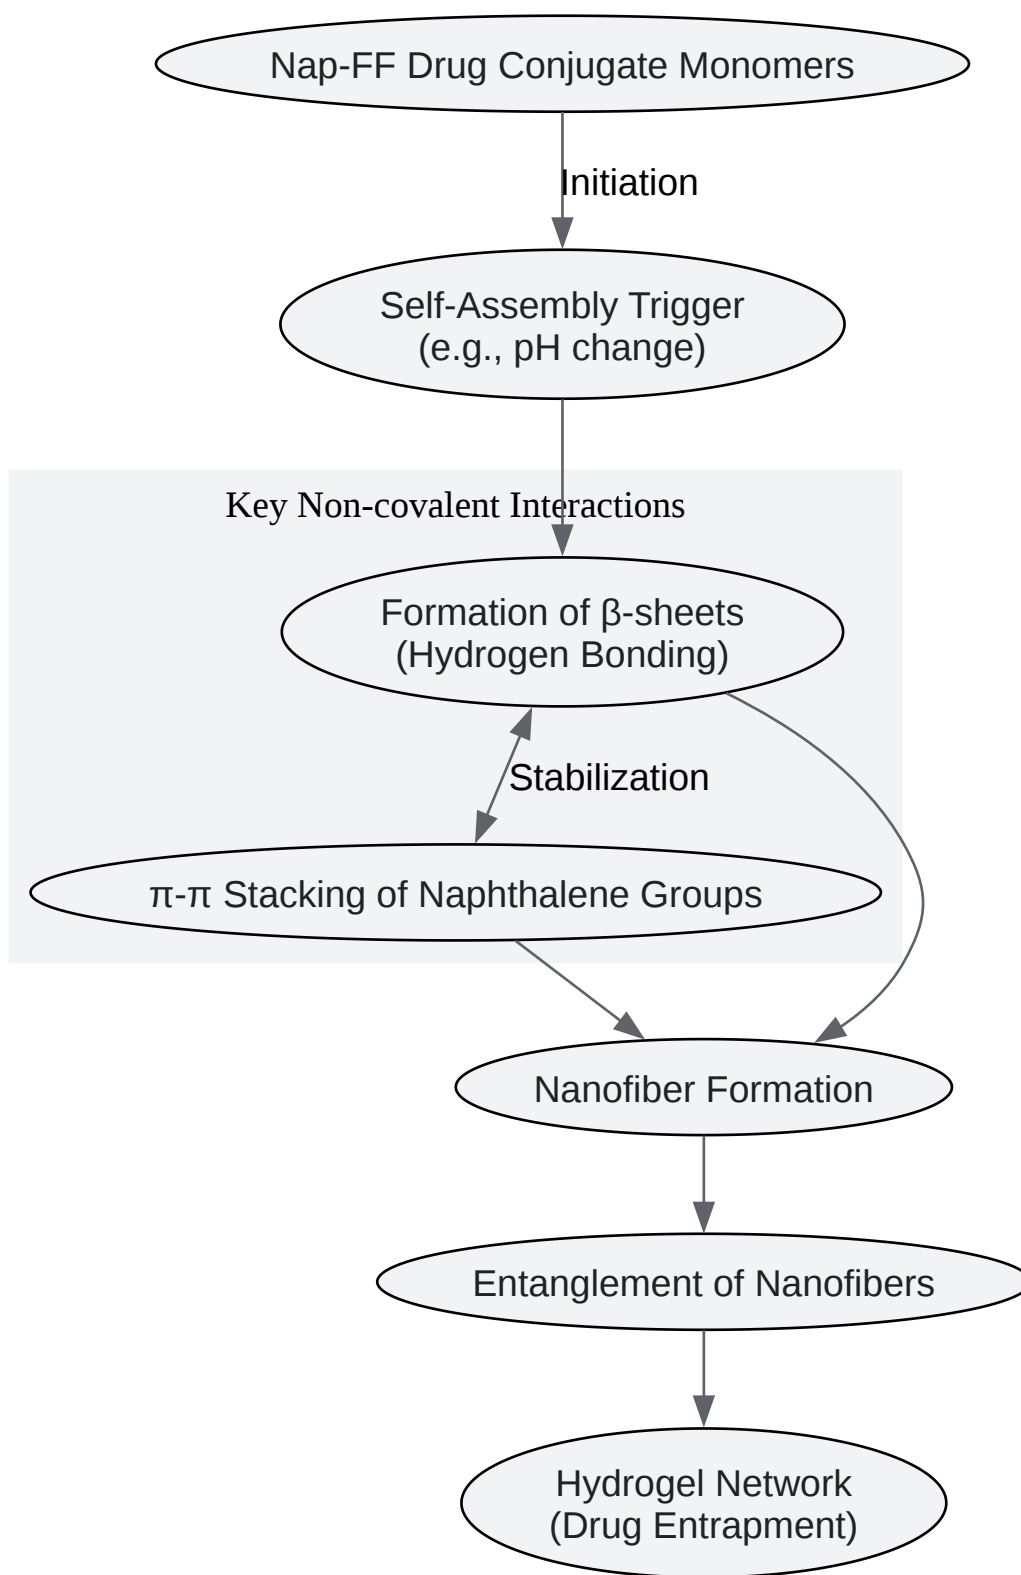 Nap-FF Drug Conjugate Monomers
Initiation
Self-Assembly Trigger
(e.g., pH change)
Key Non-covalent Interactions
Formation of β-sheets
(Hydrogen Bonding)
Stabilization
π-π Stacking of Naphthalene Groups
Nanofiber Formation
Entanglement of Nanofibers
Hydrogel Network
(Drug Entrapment)